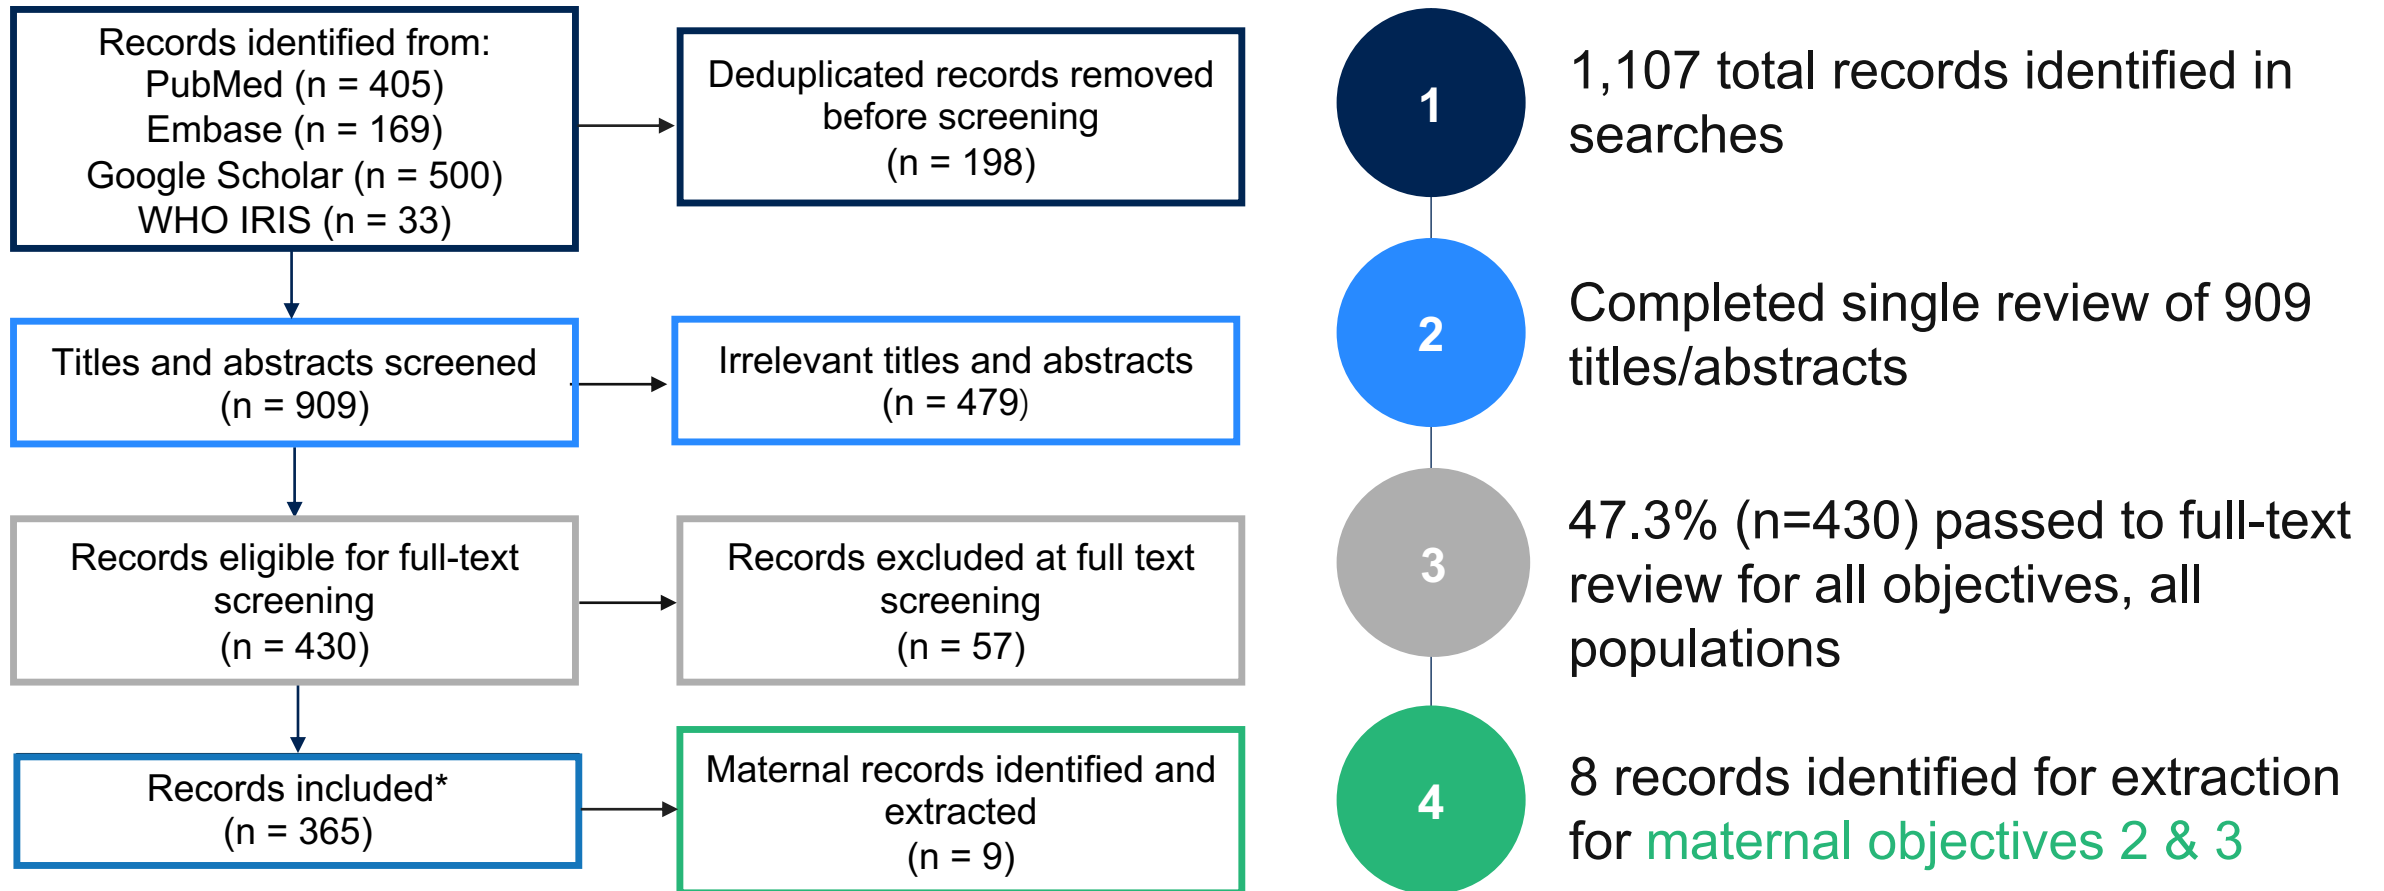 Records identified from:
PubMed (n = 405)
Embase (n = 169)
Google Scholar (n = 500)
WHO IRIS (n = 33)
Deduplicated records removed
before screening
(n = 198)
Titles and abstracts screened
(n = 909)
Irrelevant titles and abstracts
(n = 479)
Records eligible for full-text
screening
(n = 430)
Records excluded at full text
screening
(n = 57)
Records included*
(n = 365)
Maternal records identified and
extracted
(n = 9)
1
1,107 total records identified in
searches
2
Completed single review of 909
titles/abstracts
3
47.3% (n=430) passed to full-text
review for all objectives, all
populations
4
8 records identified for extraction
for maternal objectives 2 & 3